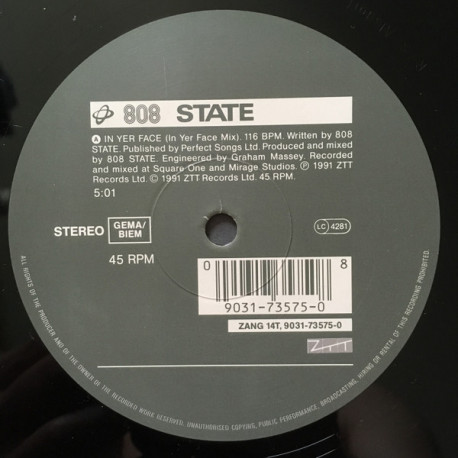 808 STATE
A IN YER FACE (In Yer Face Mix). 116 BPM. Written by 808
STATE. Published by Perfect Songs Ltd. Produced and mixed
by 808 STATE. Engineered by Graham Massey. Recorded
and mixed at Square One and Mirage Studios. ℗ 1991 ZTT
Records Ltd. © 1991 ZTT Records Ltd. 45 RPM.
5:01
STEREO GEMA/
BIEM
LC 4281
45 RPM
0 8
9031-73575-0
ZANG 14T, 9031-73575-0
ZTT
ALL RIGHTS OF THE PRODUCER AND OF THE OWNER OF THE RECORDED WORK RESERVED. UNAUTHORISED COPYING, PUBLIC PERFORMANCE, BROADCASTING, HIRING OR RENTAL OF THIS RECORDING PROHIBITED.